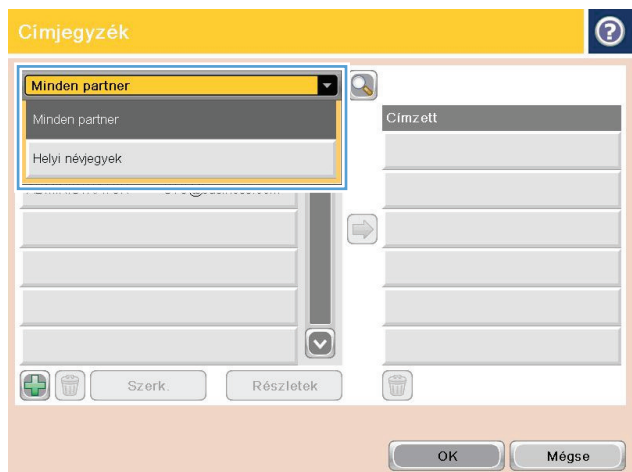 Címjegyzék
?
Minden partner
Minden partner
Helyi névjegyek
Címzett
Szerk.
Részletek
OK
Mégse